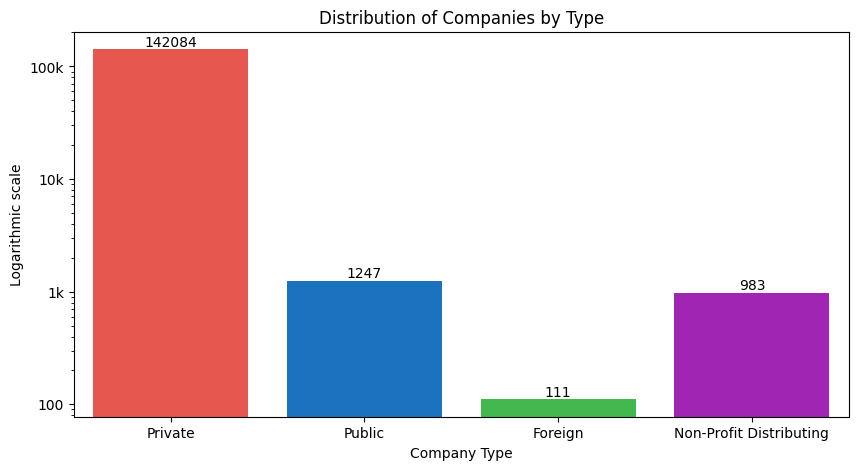 Distribution of Companies by Type
142084
1247
111
983
100k
10k
1k
100
Logarithmic scale
Private
Public
Foreign
Non-Profit Distributing
Company Type